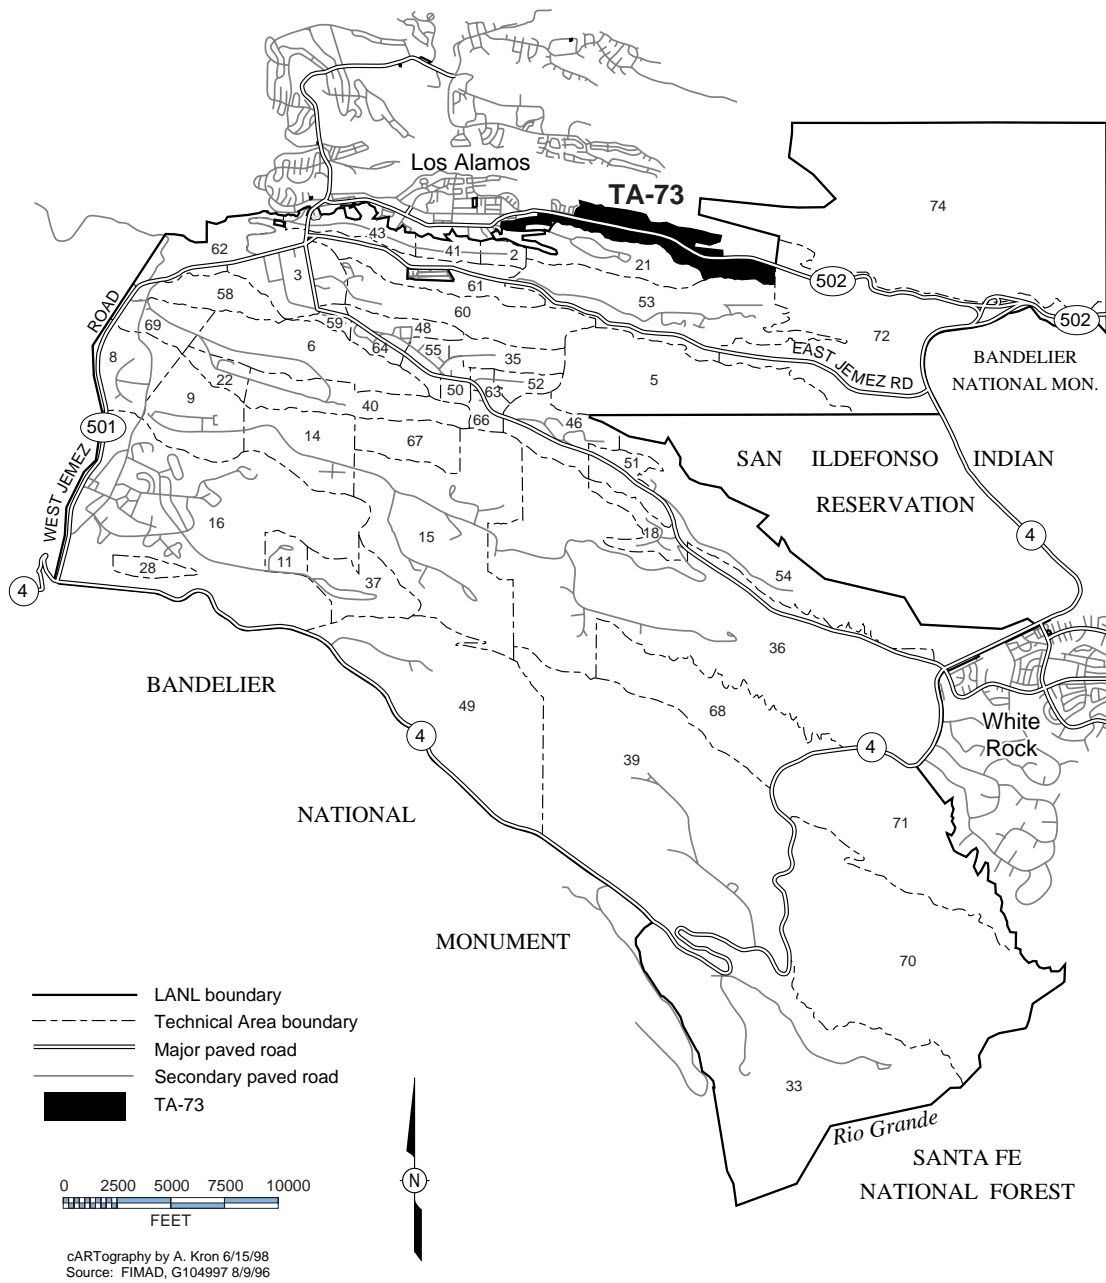 Los Alamos
TA-73
74
62
43
41
2
21
502
502
3
61
53
58
60
72
ROAD
59
48
69
64
55
6
35
EAST JEMEZ RD
BANDELIER
NATIONAL MON.
8
22
50
63
52
5
9
40
66
46
501
14
67
WEST JEMEZ
51
SAN ILDEFONSO INDIAN
RESERVATION
16
15
18
4
28
11
37
54
4
36
BANDELIER
49
68
White
Rock
4
4
39
NATIONAL
71
MONUMENT
70
33
Rio Grande
SANTA FE
NATIONAL FOREST
LANL boundary
Technical Area boundary
Major paved road
Secondary paved road
TA-73
N
0 2500 5000 7500 10000
FEET
cARTography by A. Kron 6/15/98
Source: FIMAD, G104997 8/9/96